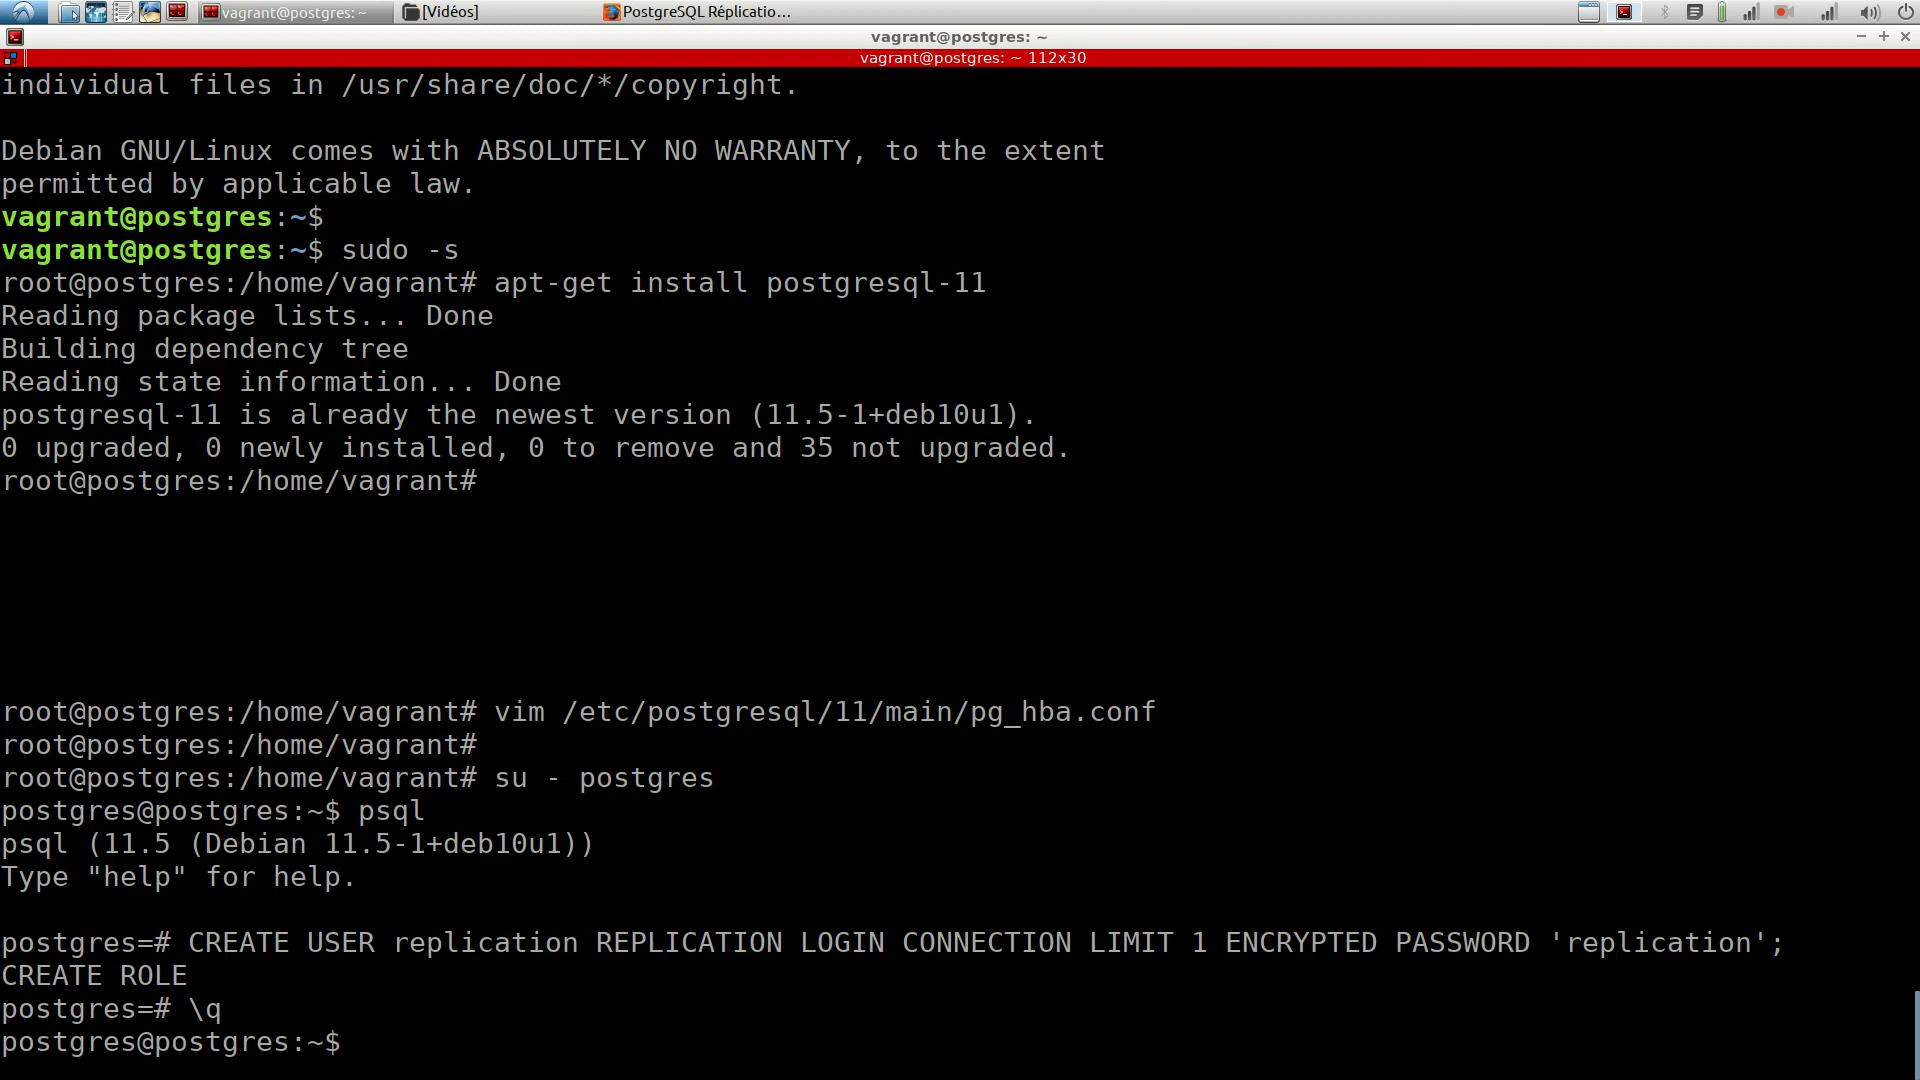 vagrant@postgres: ~
[Vidéos]
PostgreSQL Réplicatio...
vagrant@postgres: ~
vagrant@postgres: ~ 112x30
individual files in /usr/share/doc/*/copyright.
Debian GNU/Linux comes with ABSOLUTELY NO WARRANTY, to the extent
permitted by applicable law.
vagrant@postgres:~$
vagrant@postgres:~$ sudo -s
root@postgres:/home/vagrant# apt-get install postgresql-11
Reading package lists... Done
Building dependency tree
Reading state information... Done
postgresql-11 is already the newest version (11.5-1+deb10u1).
0 upgraded, 0 newly installed, 0 to remove and 35 not upgraded.
root@postgres:/home/vagrant#
root@postgres:/home/vagrant# vim /etc/postgresql/11/main/pg_hba.conf
root@postgres:/home/vagrant#
root@postgres:/home/vagrant# su - postgres
postgres@postgres:~$ psql
psql (11.5 (Debian 11.5-1+deb10u1))
Type "help" for help.
postgres=# CREATE USER replication REPLICATION LOGIN CONNECTION LIMIT 1 ENCRYPTED PASSWORD 'replication';
CREATE ROLE
postgres=# \q
postgres@postgres:~$